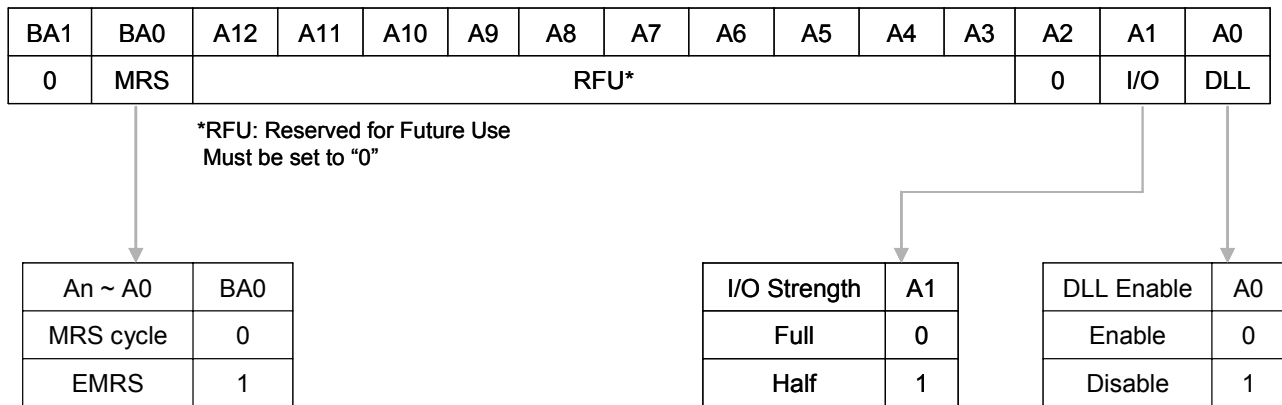 BA1 BA0 A12 A11 A10 A9 A8 A7 A6 A5 A4 A3 A2 A1 A0
0 MRS RFU* 0 I/O DLL
*RFU: Reserved for Future Use
Must be set to “0”
An ~ A0 BA0
MRS cycle 0
EMRS 1
I/O Strength A1
Full 0
Half 1
DLL Enable A0
Enable 0
Disable 1